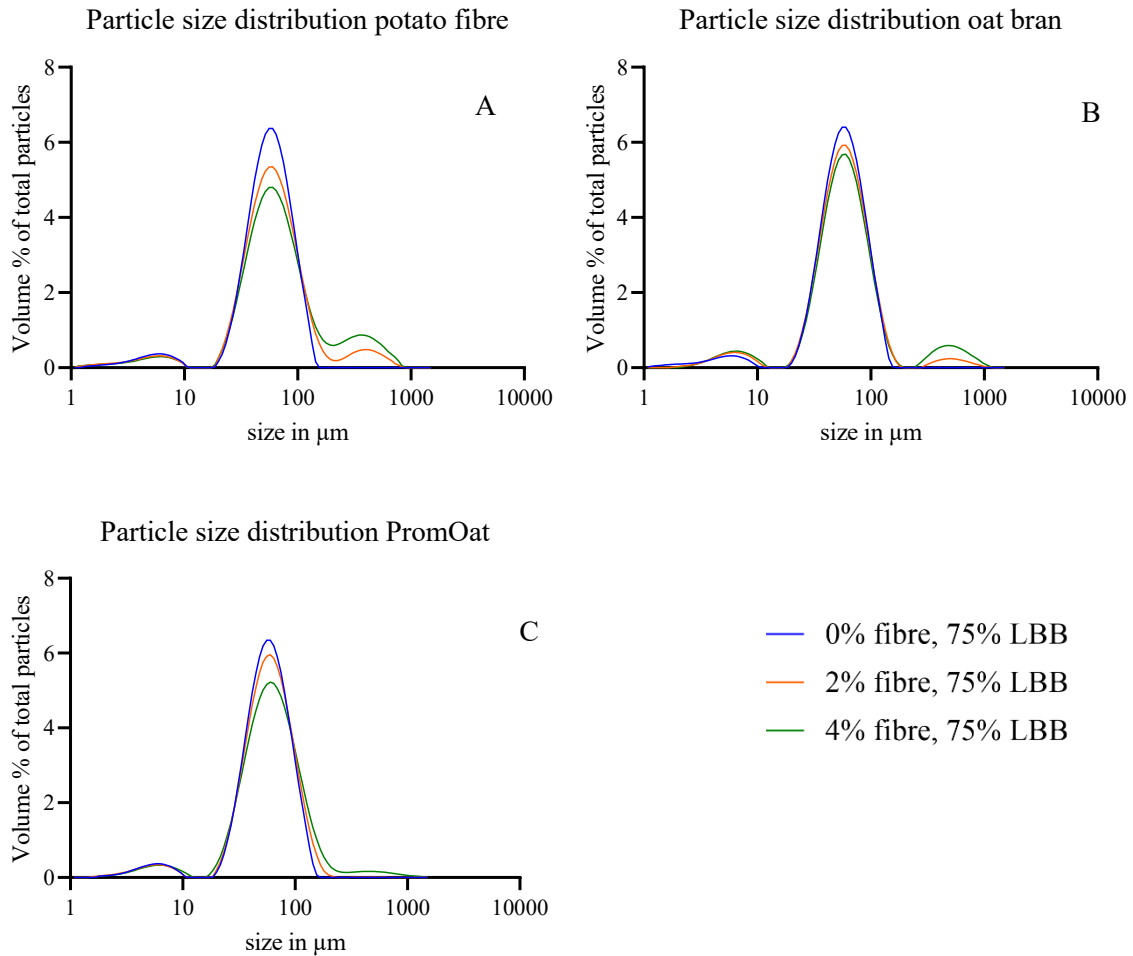 Particle size distribution potato fibre
8
6
4
2
0
Volume % of total particles
A
1
10
100
1000
10000
size in µm
Particle size distribution oat bran
8
6
4
2
0
Volume % of total particles
B
1
10
100
1000
10000
size in µm
Particle size distribution PromOat
8
6
4
2
0
Volume % of total particles
C
1
10
100
1000
10000
size in µm
0% fibre, 75% LBB
2% fibre, 75% LBB
4% fibre, 75% LBB